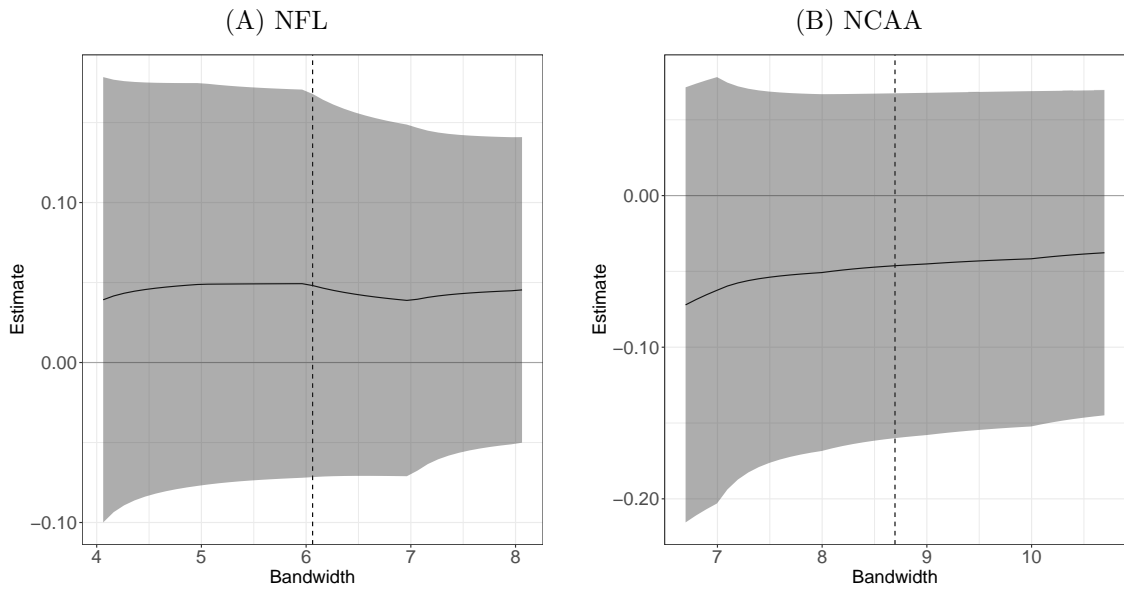 (A) NFL
0.10
0.00
−0.10
Estimate
4 5 6 7 8
Bandwidth
(B) NCAA
0.00
−0.10
−0.20
Estimate
7 8 9 10
Bandwidth